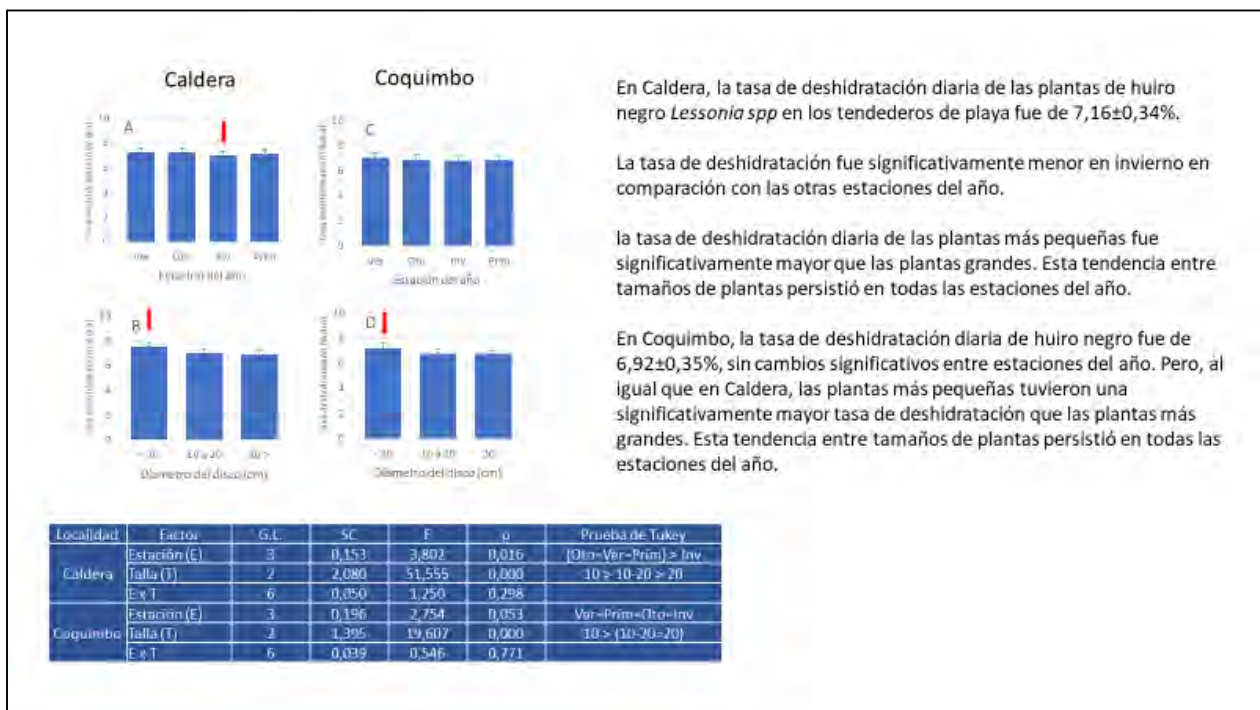 Caldera
Coquimbo
A
C
Ver Oto Inv Prim
Estación del año
Ver Oto Inv Prim
Estación del año
B
D
Diámetro del disco (cm)
Diámetro del disco (cm)
En Caldera, la tasa de deshidratación diaria de las plantas de huiro
negro Lessonia spp en los tendederos de playa fue de 7,16±0,34%.
La tasa de deshidratación fue significativamente menor en invierno en
comparación con las otras estaciones del año.
la tasa de deshidratación diaria de las plantas más pequeñas fue
significativamente mayor que las plantas grandes. Esta tendencia entre
tamaños de plantas persistió en todas las estaciones del año.
En Coquimbo, la tasa de deshidratación diaria de huiro negro fue de
6,92±0,35%, sin cambios significativos entre estaciones del año. Pero, al
igual que en Caldera, las plantas más pequeñas tuvieron una
significativamente mayor tasa de deshidratación que las plantas más
grandes. Esta tendencia entre tamaños de plantas persistió en todas las
estaciones del año.
Localidad Factor G.L. SC F p Prueba de Tukey
Caldera Estación (E) 3 0,153 3,802 0,016 (Oto=Ver=Prim) > Inv
Talla (T) 2 2,080 51,555 0,000 10 > 10-20 > 20
E x T 6 0,050 1,250 0,298
Coquimbo Estación (E) 3 0,196 2,754 0,053 Ver=Prim=Oto=Inv
Talla (T) 2 1,395 19,607 0,000 10 > (10-20=20)
E x T 6 0,039 0,546 0,771